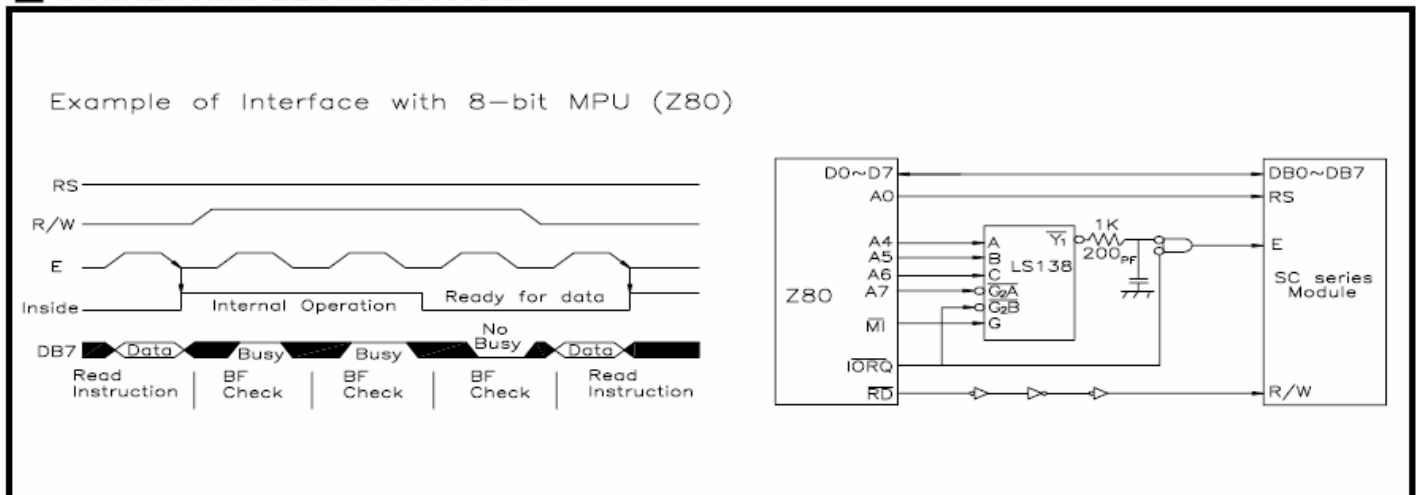 Example of Interface with 8-bit MPU (Z80)
RS
R/W
E
Inside
Internal Operation
Ready for data
DB7
Data
Busy
Busy
No
Busy
Data
Read
Instruction
BF
Check
BF
Check
BF
Check
Read
Instruction
Z80
D0~D7
A0
A4
A5
A6
A7
MI
IORQ
RD
A
B
C
G2A
G2B
G
LS138
Y1
1K
200PF
DB0~DB7
RS
E
SC series
Module
R/W